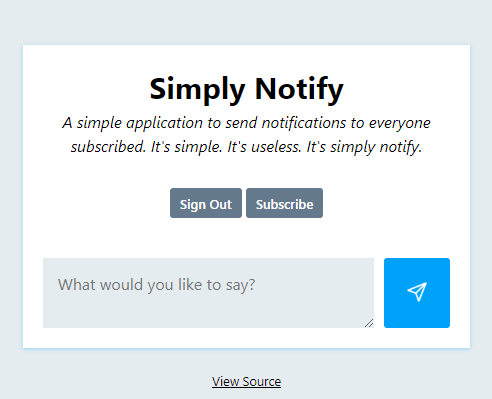 Simply Notify
A simple application to send notifications to everyone
subscribed. It's simple. It's useless. It's simply notify.
Sign Out Subscribe
What would you like to say?
View Source